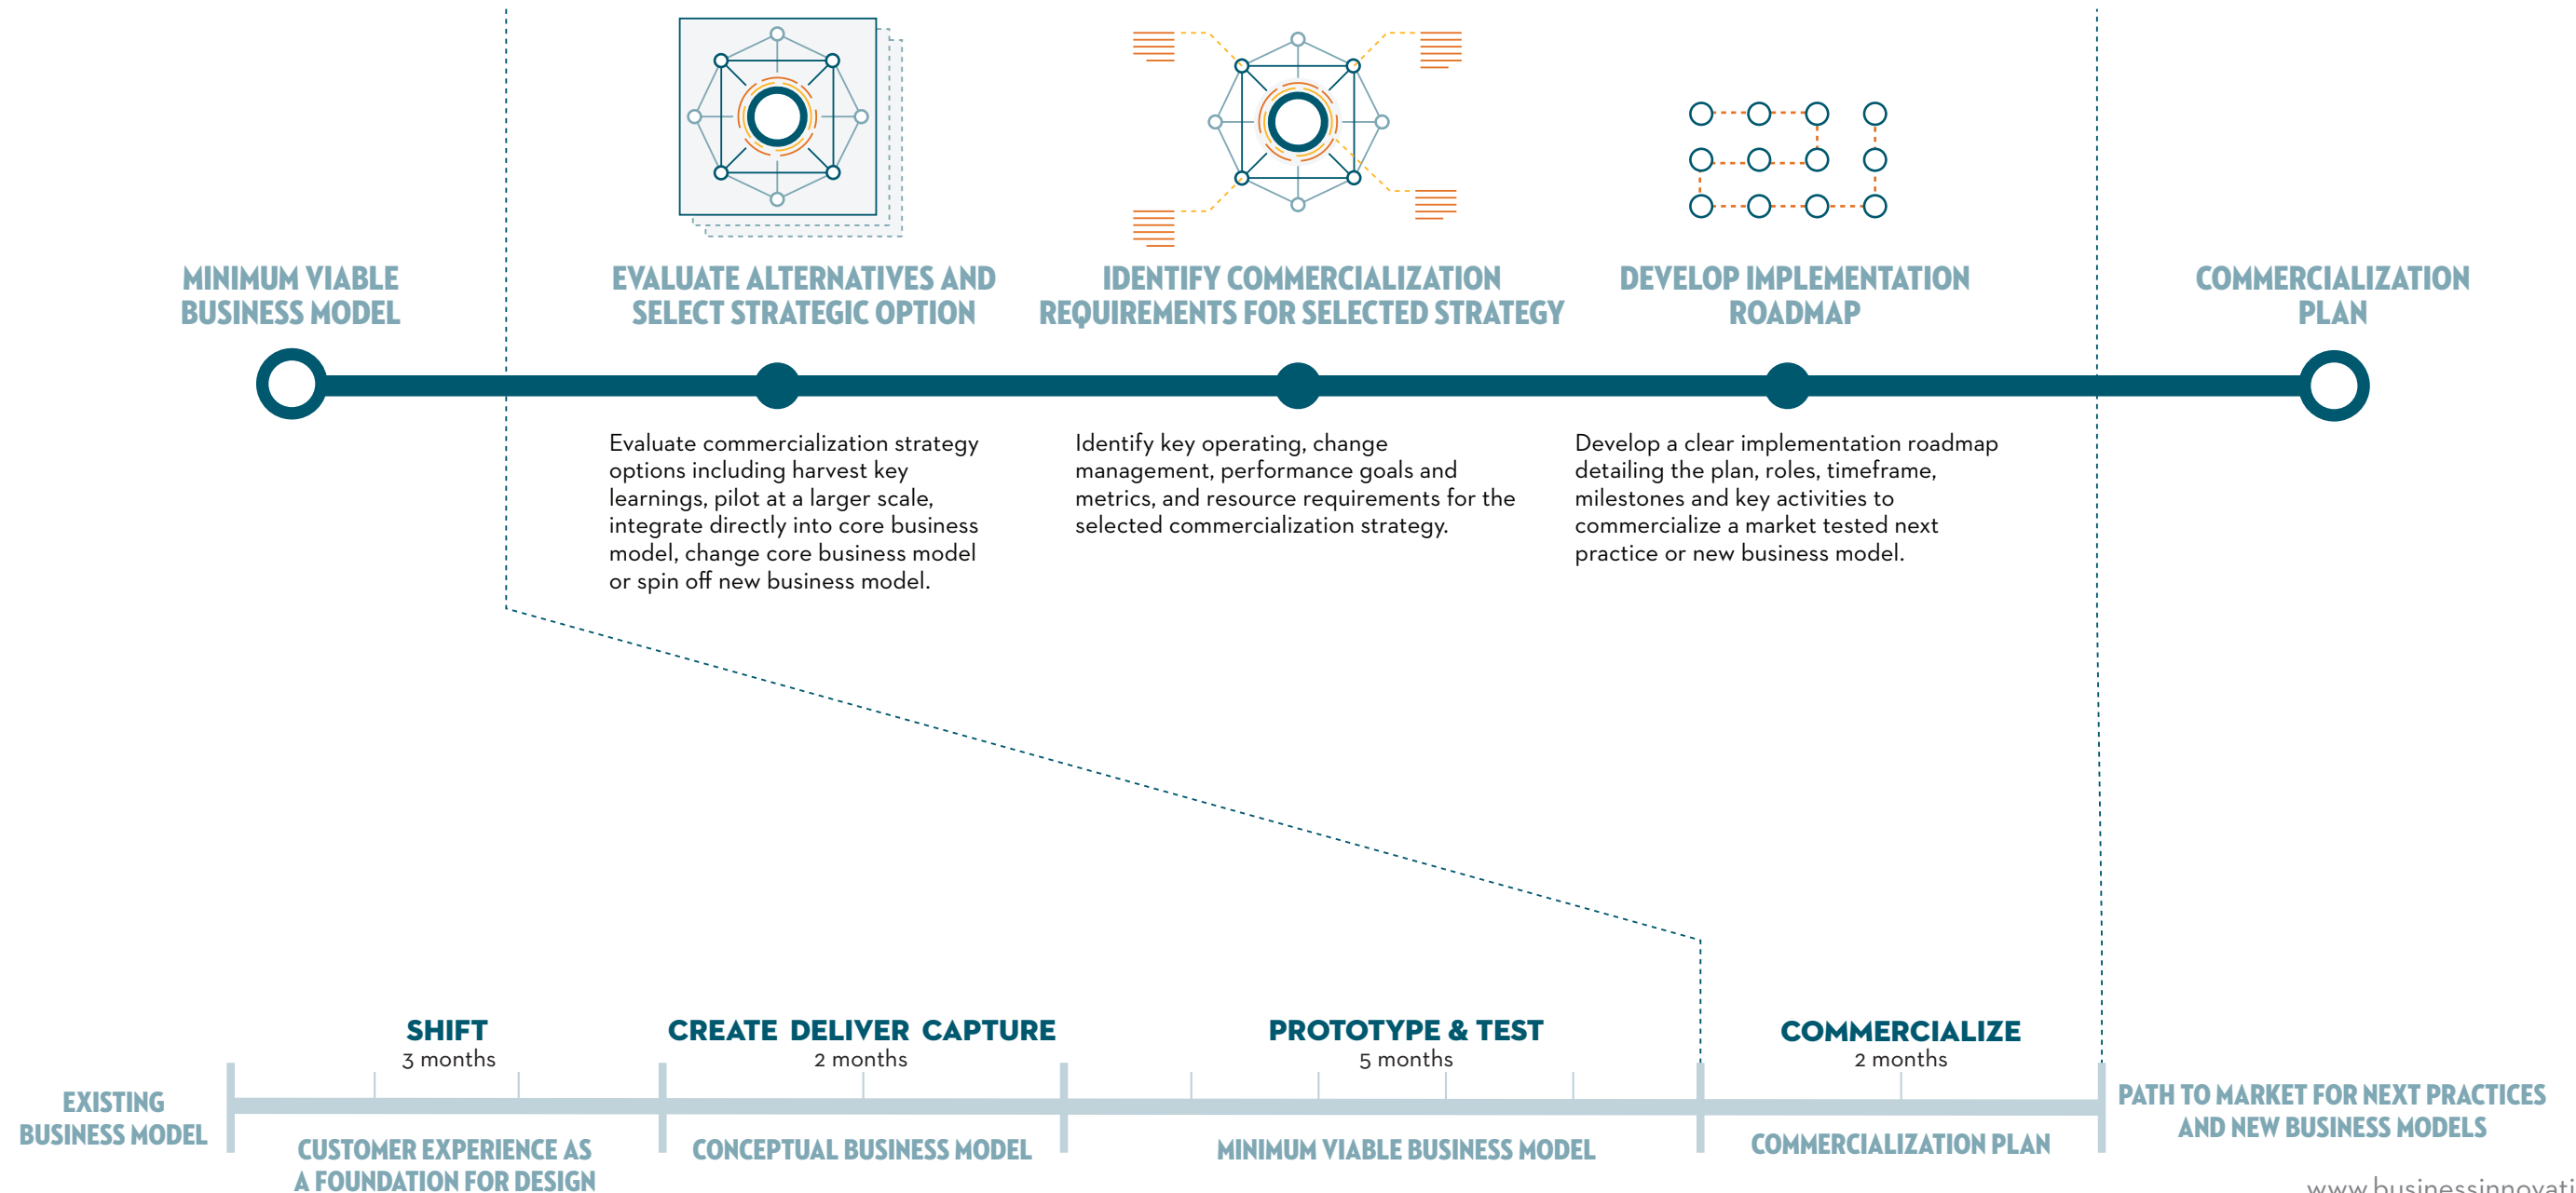 MINIMUM VIABLE
BUSINESS MODEL
EVALUATE ALTERNATIVES AND
SELECT STRATEGIC OPTION
IDENTIFY COMMERCIALIZATION
REQUIREMENTS FOR SELECTED STRATEGY
DEVELOP IMPLEMENTATION
ROADMAP
COMMERCIALIZATION
PLAN
Evaluate commercialization strategy
options including harvest key
learnings, pilot at a larger scale,
integrate directly into core business
model, change core business model
or spin off new business model.
Identify key operating, change
management, performance goals and
metrics, and resource requirements for the
selected commercialization strategy.
Develop a clear implementation roadmap
detailing the plan, roles, timeframe,
milestones and key activities to
commercialize a market tested next
practice or new business model.
SHIFT
3 months
CREATE DELIVER CAPTURE
2 months
PROTOTYPE & TEST
5 months
COMMERCIALIZE
2 months
EXISTING
BUSINESS MODEL
CUSTOMER EXPERIENCE AS
A FOUNDATION FOR DESIGN
CONCEPTUAL BUSINESS MODEL
MINIMUM VIABLE BUSINESS MODEL
COMMERCIALIZATION PLAN
PATH TO MARKET FOR NEXT PRACTICES
AND NEW BUSINESS MODELS
www.businessinnovati